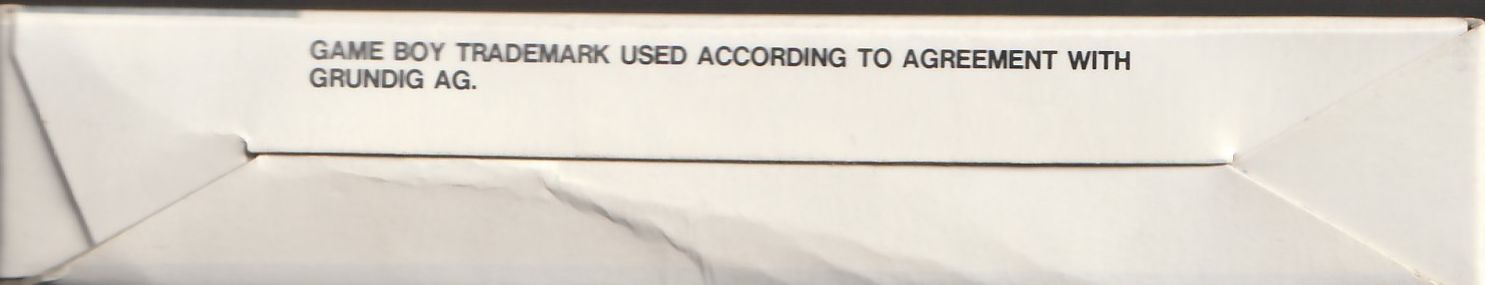 GAME BOY TRADEMARK USED ACCORDING TO AGREEMENT WITH
GRUNDIG AG.